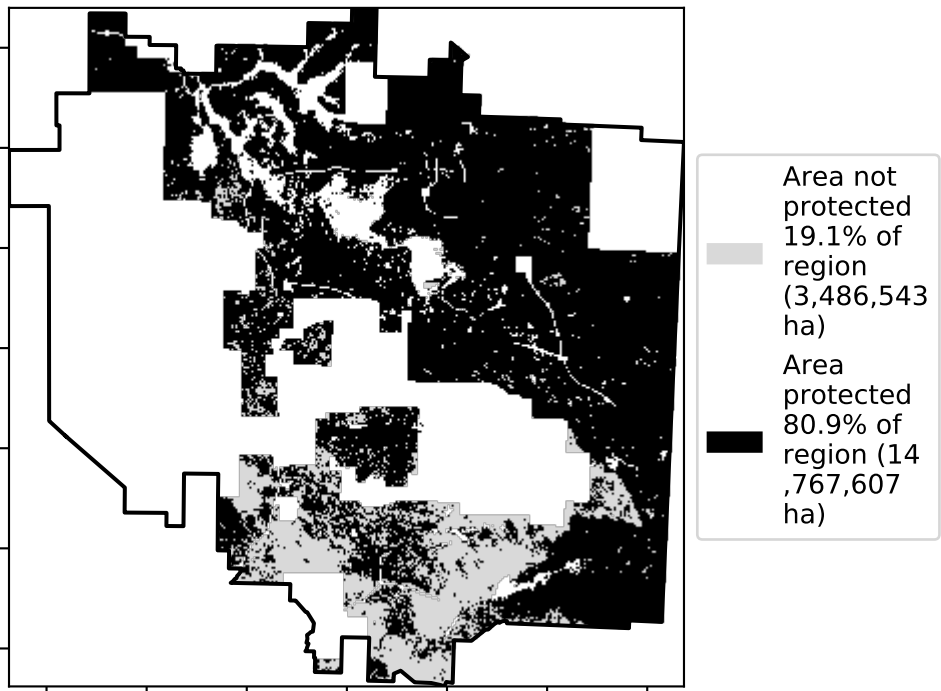 Area not
protected
19.1% of
region
(3,486,543
ha)
Area
protected
80.9% of
region (14
,767,607
ha)